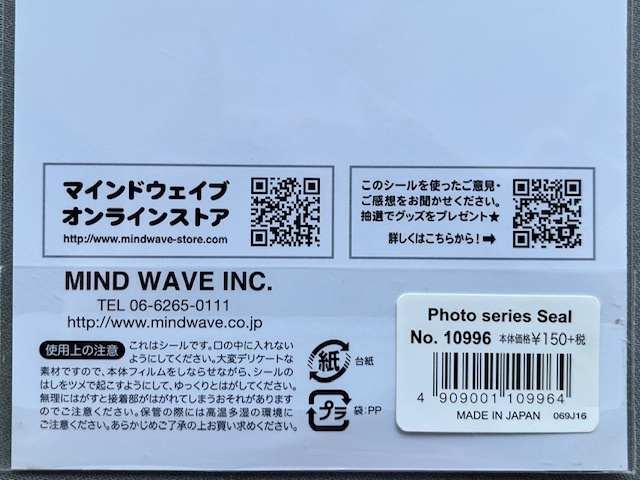 マインドウェイブ
オンラインストア
http://www.mindwave-store.com
このシールを使ったご意見・
ご感想をお聞かせください。
抽選でグッズをプレゼント★
詳しくはこちらから！➡
MIND WAVE INC.
TEL 06-6265-0111
http://www.mindwave.co.jp
使用上の注意 これはシールです。口の中に入れない
ようにしてください。大変デリケートな
素材ですので、本体フィルムをしならせながら、シールの
はしをツメで起こすようにして、ゆっくりとはがしてください。
無理にはがすと接着部がはがれてしまうおそれがあります
のでご注意ください。保管の際には高温多湿の環境に
ご注意ください。あらかじめご了承の上お買い求めください。
紙 台紙
プラ 袋:PP
Photo series Seal
No. 10996 本体価格¥150+税
4 909001 109964
MADE IN JAPAN 069J16